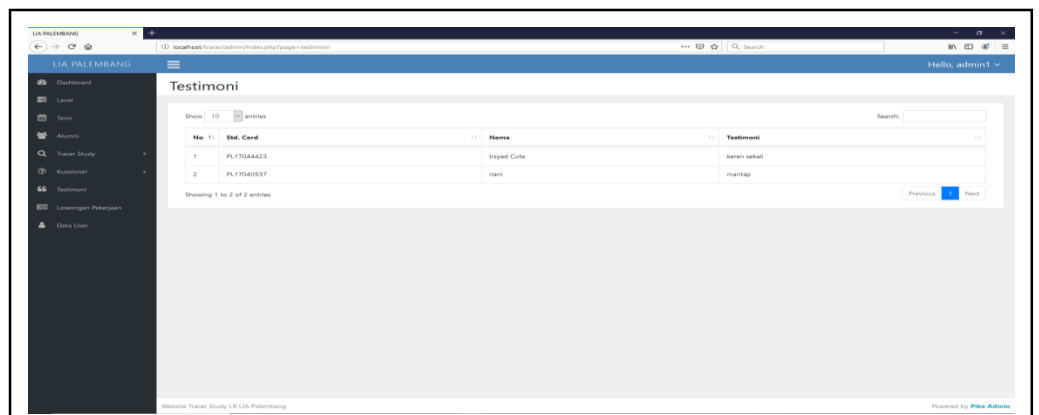 LIA PALEMBANG
localhost/tracer/admin/index.php?page=testimoni
Search
LIA PALEMBANG
Hello, admin1
Dashboard
Level
Term
Alumni
Tracer Study
Kuesioner
Testimoni
Lowongan Pekerjaan
Data User
Testimoni
Show 10 entries
Search:
No Std. Card Nama Testimoni
1 PL17044423 Irsyad Cute keren sekali
2 PL17040537 riani mantap
Showing 1 to 2 of 2 entries
Previous 1 Next
Website Tracer Study LB LIA Palembang
Powered by Pike Admin